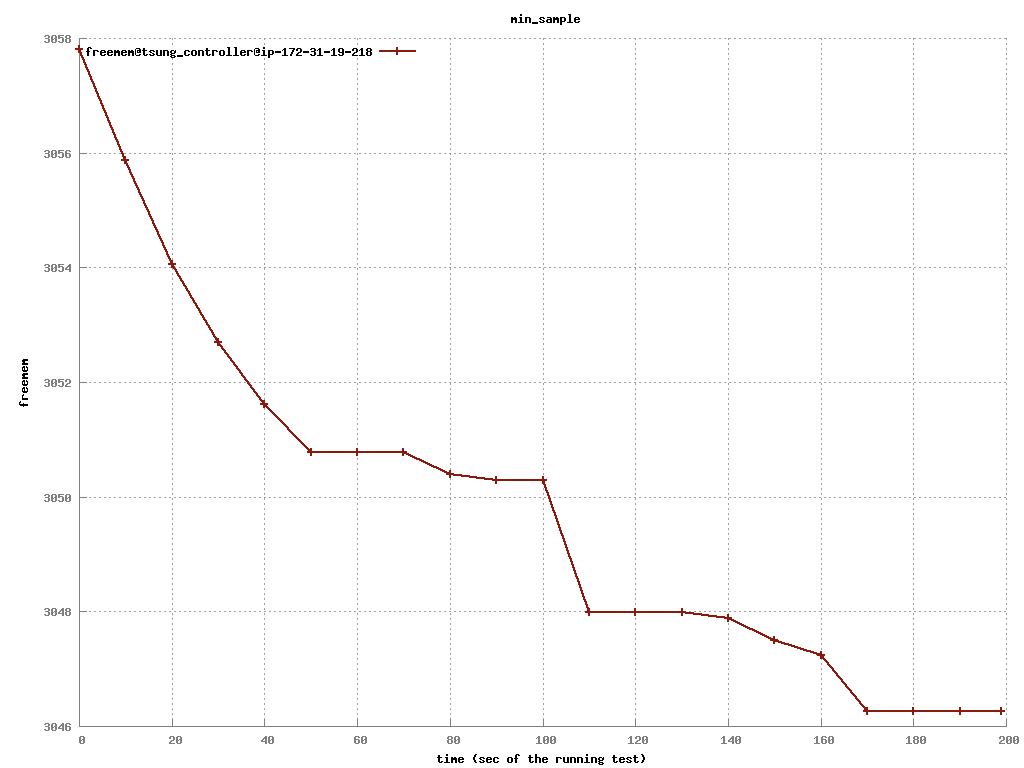 min_sample
freemem@tsung_controller@ip-172-31-19-218
3058
3056
3054
3052
3050
3048
3046
freemem
0 20 40 60 80 100 120 140 160 180 200
time (sec of the running test)